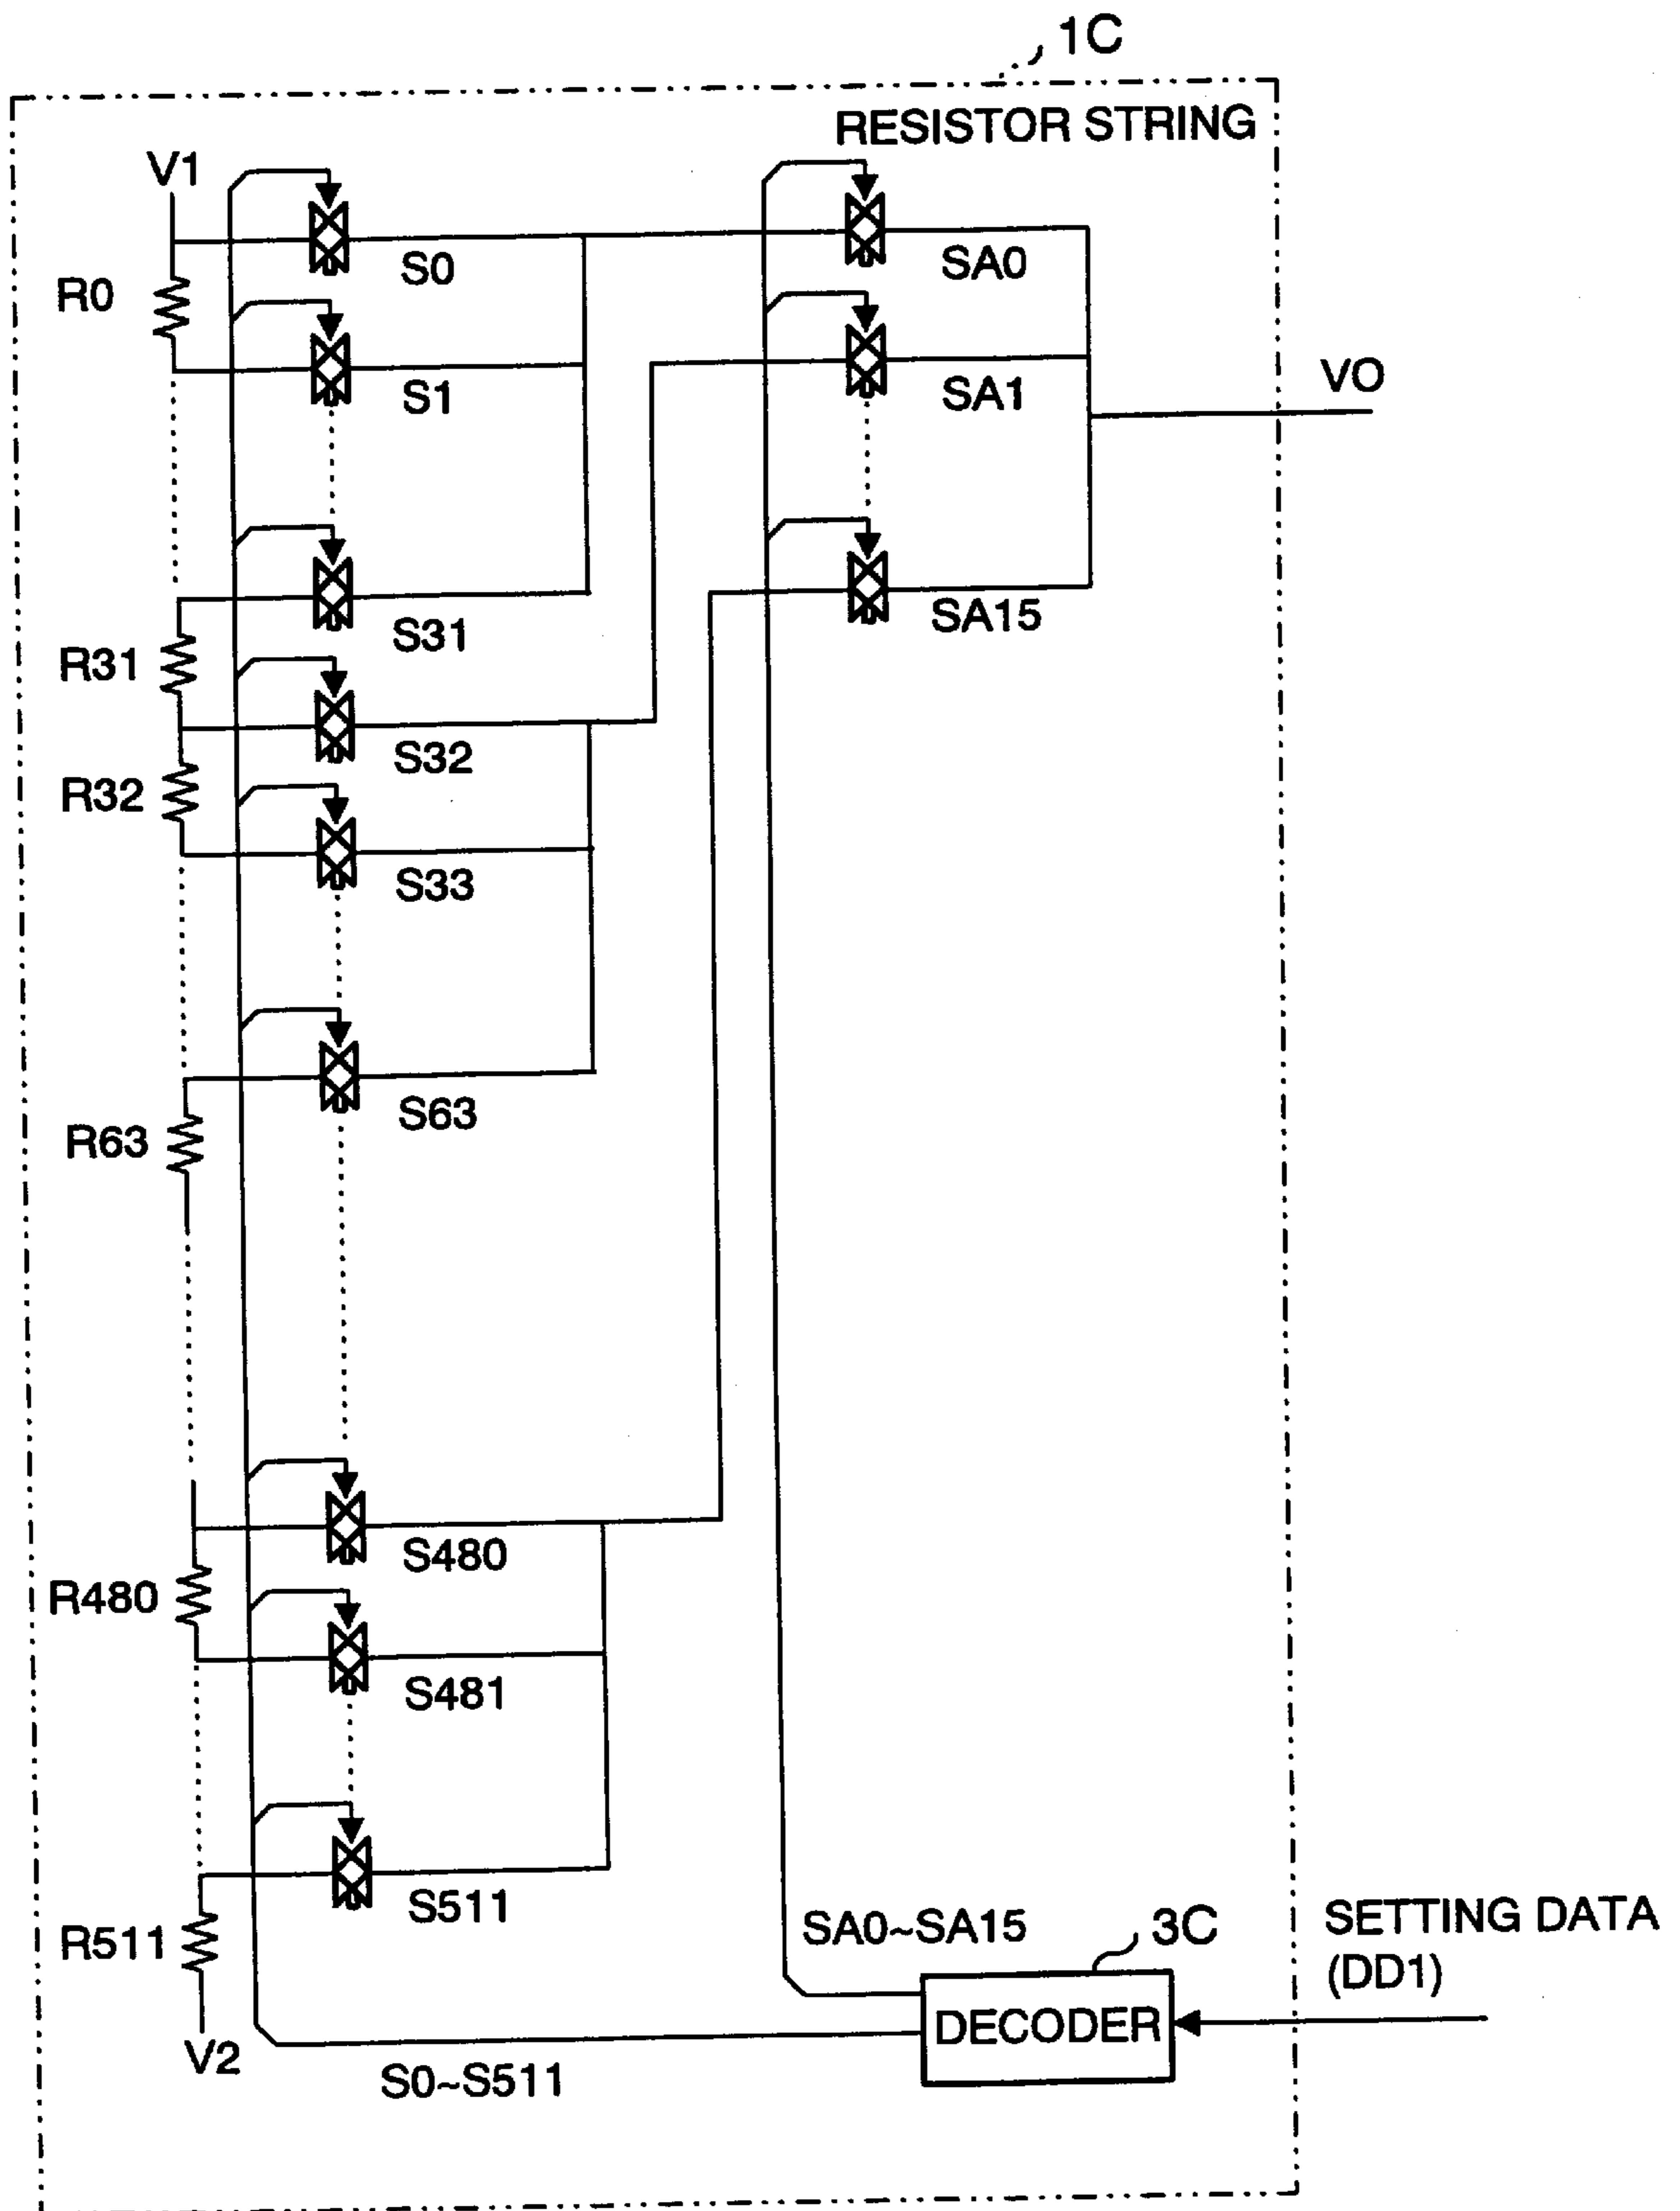 1C
RESISTOR STRING
V1
R0
S0
SA0
S1
SA1
VO
S31
SA15
R31
S32
R32
S33
S63
R63
S480
R480
S481
S511
R511
SA0~SA15
3C
SETTING DATA
(DD1)
DECODER
V2
S0~S511